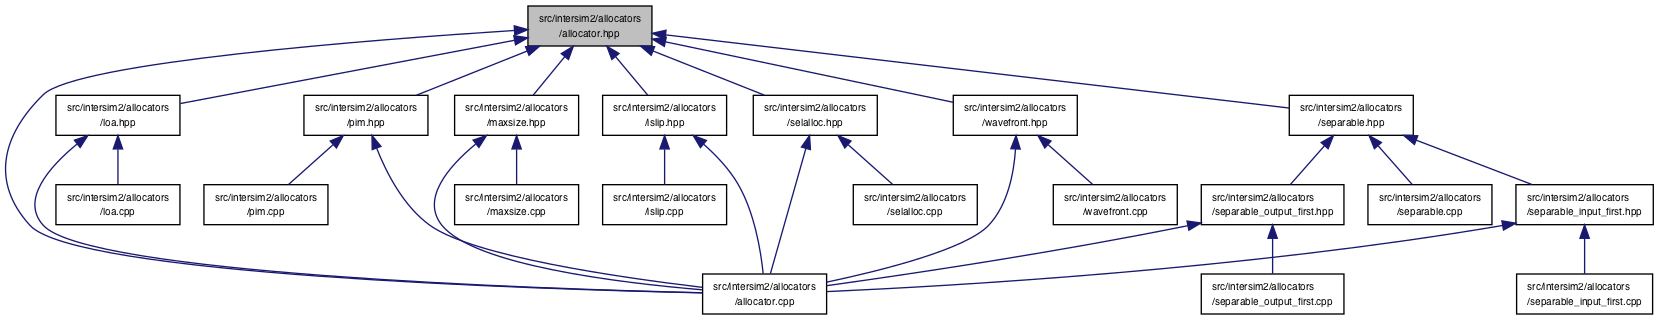 src/intersim2/allocators
/allocator.hpp
src/intersim2/allocators
/loa.hpp
src/intersim2/allocators
/pim.hpp
src/intersim2/allocators
/maxsize.hpp
src/intersim2/allocators
/islip.hpp
src/intersim2/allocators
/selalloc.hpp
src/intersim2/allocators
/wavefront.hpp
src/intersim2/allocators
/separable.hpp
src/intersim2/allocators
/loa.cpp
src/intersim2/allocators
/pim.cpp
src/intersim2/allocators
/maxsize.cpp
src/intersim2/allocators
/islip.cpp
src/intersim2/allocators
/selalloc.cpp
src/intersim2/allocators
/wavefront.cpp
src/intersim2/allocators
/separable_output_first.hpp
src/intersim2/allocators
/separable.cpp
src/intersim2/allocators
/separable_input_first.hpp
src/intersim2/allocators
/allocator.cpp
src/intersim2/allocators
/separable_output_first.cpp
src/intersim2/allocators
/separable_input_first.cpp